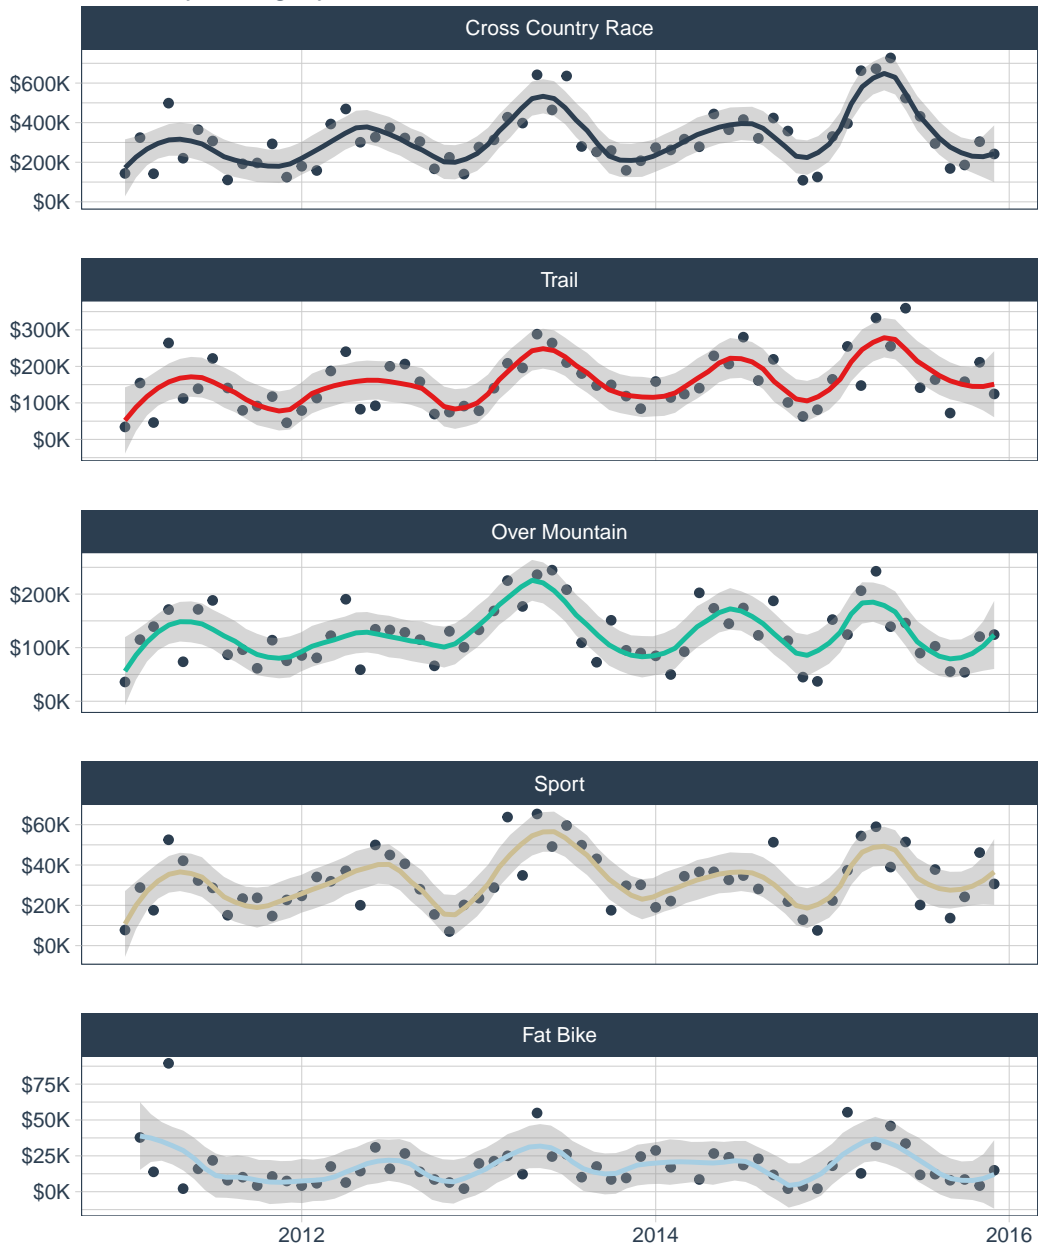 Cross Country Race
$600K
$400K
$200K
$0K
Trail
$300K
$200K
$100K
$0K
Over Mountain
$200K
$100K
$0K
Sport
$60K
$40K
$20K
$0K
Fat Bike
$75K
$50K
$25K
$0K
2012 2014 2016